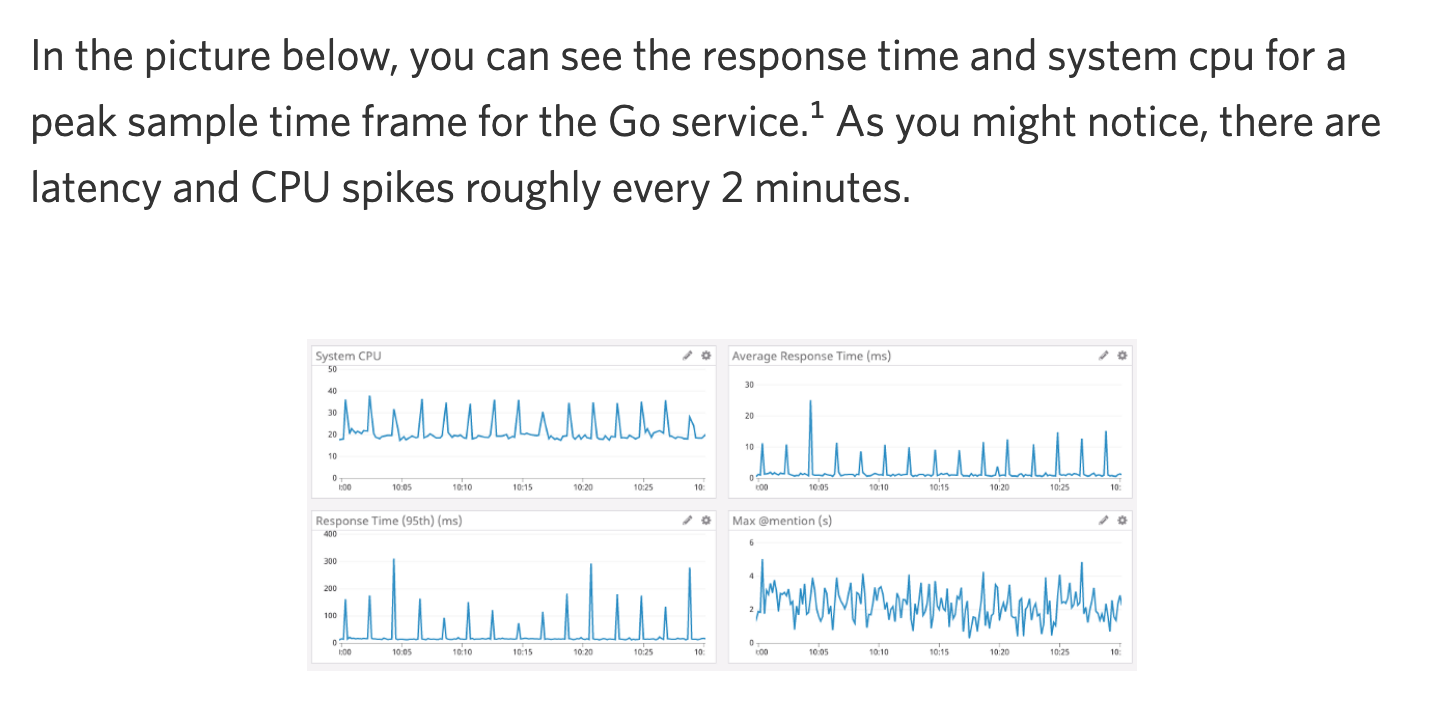 In the picture below, you can see the response time and system cpu for a
peak sample time frame for the Go service.¹ As you might notice, there are
latency and CPU spikes roughly every 2 minutes.
System CPU
50
40
30
20
10
0
1:00 10:05 10:10 10:15 10:20 10:25 10:
Average Response Time (ms)
30
20
10
0
1:00 10:05 10:10 10:15 10:20 10:25 10:
Response Time (95th) (ms)
400
300
200
100
0
1:00 10:05 10:10 10:15 10:20 10:25 10:
Max @mention (s)
6
4
2
0
1:00 10:05 10:10 10:15 10:20 10:25 10: